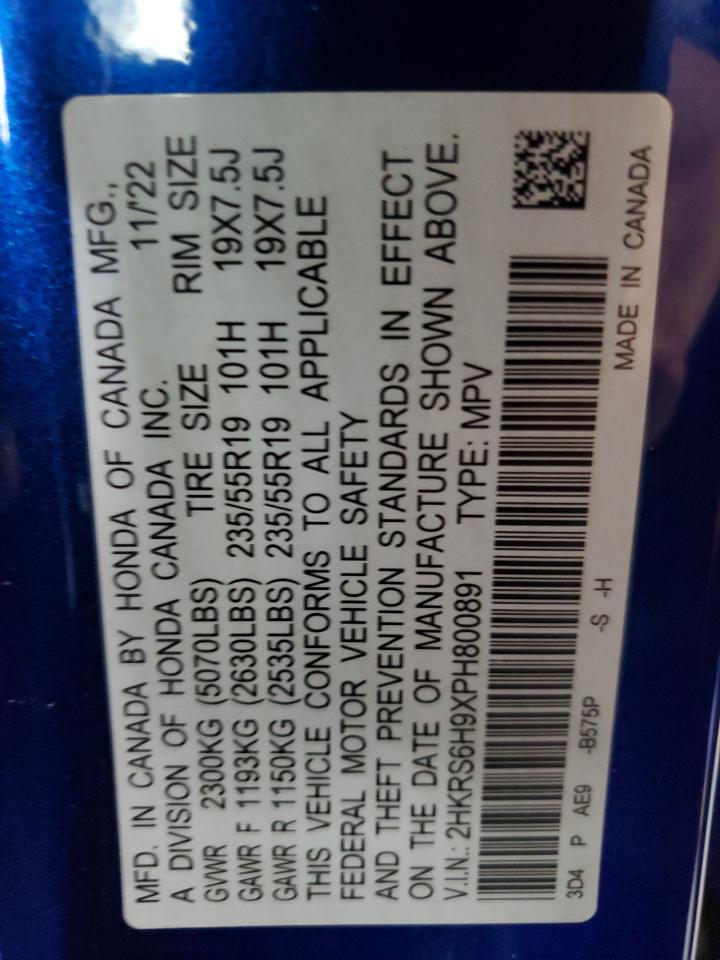 MFD. IN CANADA BY HONDA OF CANADA MFG.,
A DIVISION OF HONDA CANADA INC. 11/'22
GVWR 2300KG (5070LBS) TIRE SIZE RIM SIZE
GAWR F 1193KG (2630LBS) 235/55R19 101H 19X7.5J
GAWR R 1150KG (2535LBS) 235/55R19 101H 19X7.5J
THIS VEHICLE CONFORMS TO ALL APPLICABLE
FEDERAL MOTOR VEHICLE SAFETY
AND THEFT PREVENTION STANDARDS IN EFFECT
ON THE DATE OF MANUFACTURE SHOWN ABOVE.
V.I.N.: 2HKRS6H9XPH800891 TYPE: MPV
3D4 P AE9 -B575P -S -H
MADE IN CANADA